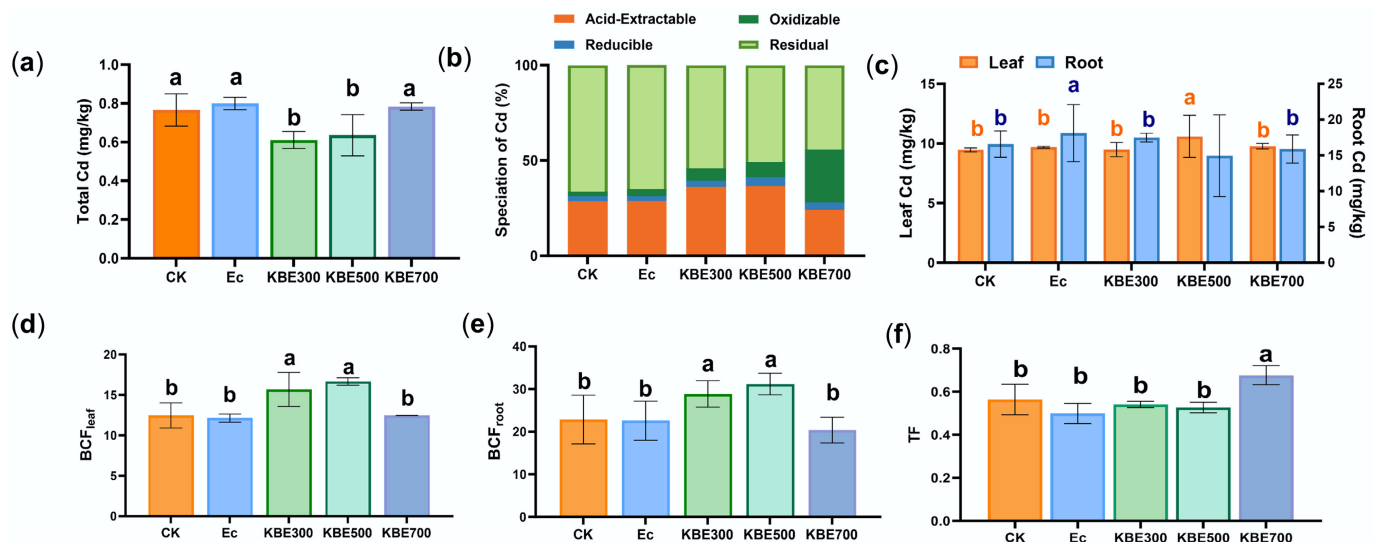 (a)
Total Cd (mg/kg)
1.0
0.8
0.6
0.4
0.2
0.0
a
a
b
b
a
CK
Ec
KBE300
KBE500
KBE700
(b)
Acid-Extractable
Oxidizable
Reducible
Residual
Speciation of Cd (%)
100
50
0
CK
Ec
KBE300
KBE500
KBE700
(c)
Leaf
Root
Leaf Cd (mg/kg)
15
10
5
0
b
b
b
a
b
b
a
b
b
b
25
20
15
10
5
0
Root Cd (mg/kg)
CK
Ec
KBE300
KBE500
KBE700
(d)
BCFleaf
20
15
10
5
0
b
b
a
a
b
CK
Ec
KBE300
KBE500
KBE700
(e)
BCFroot
40
30
20
10
0
b
b
a
a
b
CK
Ec
KBE300
KBE500
KBE700
(f)
TF
0.8
0.6
0.4
0.2
0.0
b
b
b
b
a
CK
Ec
KBE300
KBE500
KBE700